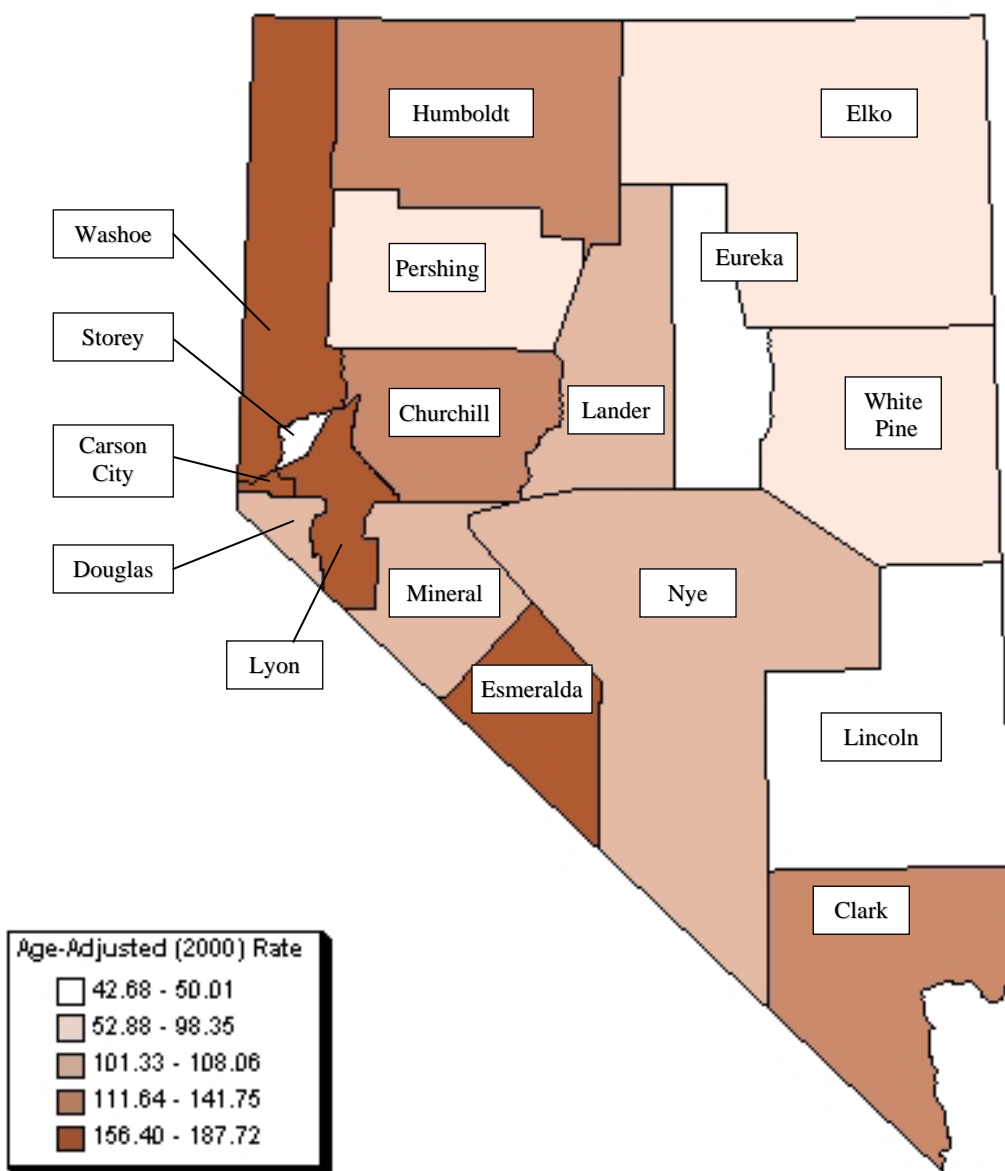 Humboldt
Elko
Washoe
Eureka
Pershing
Storey
Churchill
Lander
White
Pine
Carson
City
Douglas
Mineral
Nye
Lyon
Esmeralda
Lincoln
Clark
Age-Adjusted (2000) Rate
42.68 - 50.01
52.88 - 98.35
101.33 - 108.06
111.64 - 141.75
156.40 - 187.72